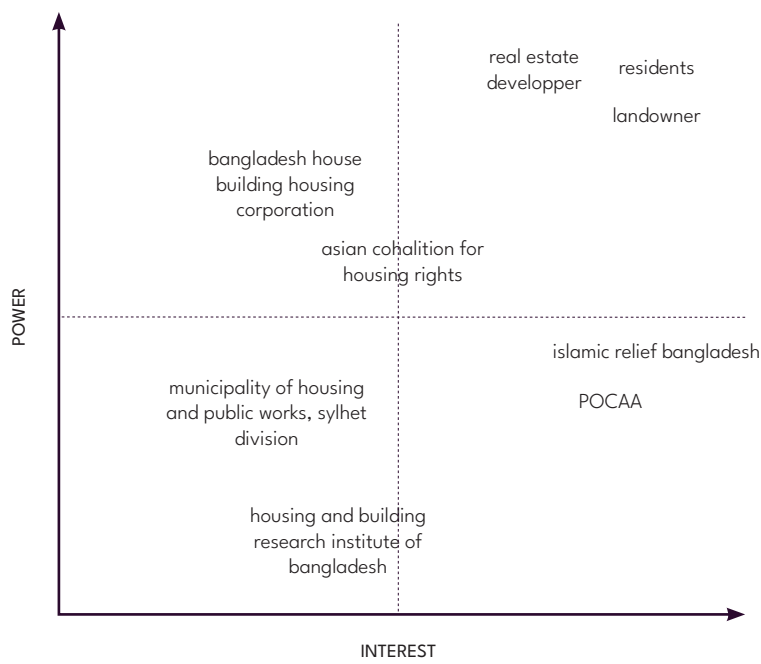 real estate
developper
residents
landowner
bangladesh house
building housing
corporation
asian cohalition for
housing rights
POWER
islamic relief bangladesh
municipality of housing
and public works, sylhet
division
POCAA
housing and building
research institute of
bangladesh
INTEREST